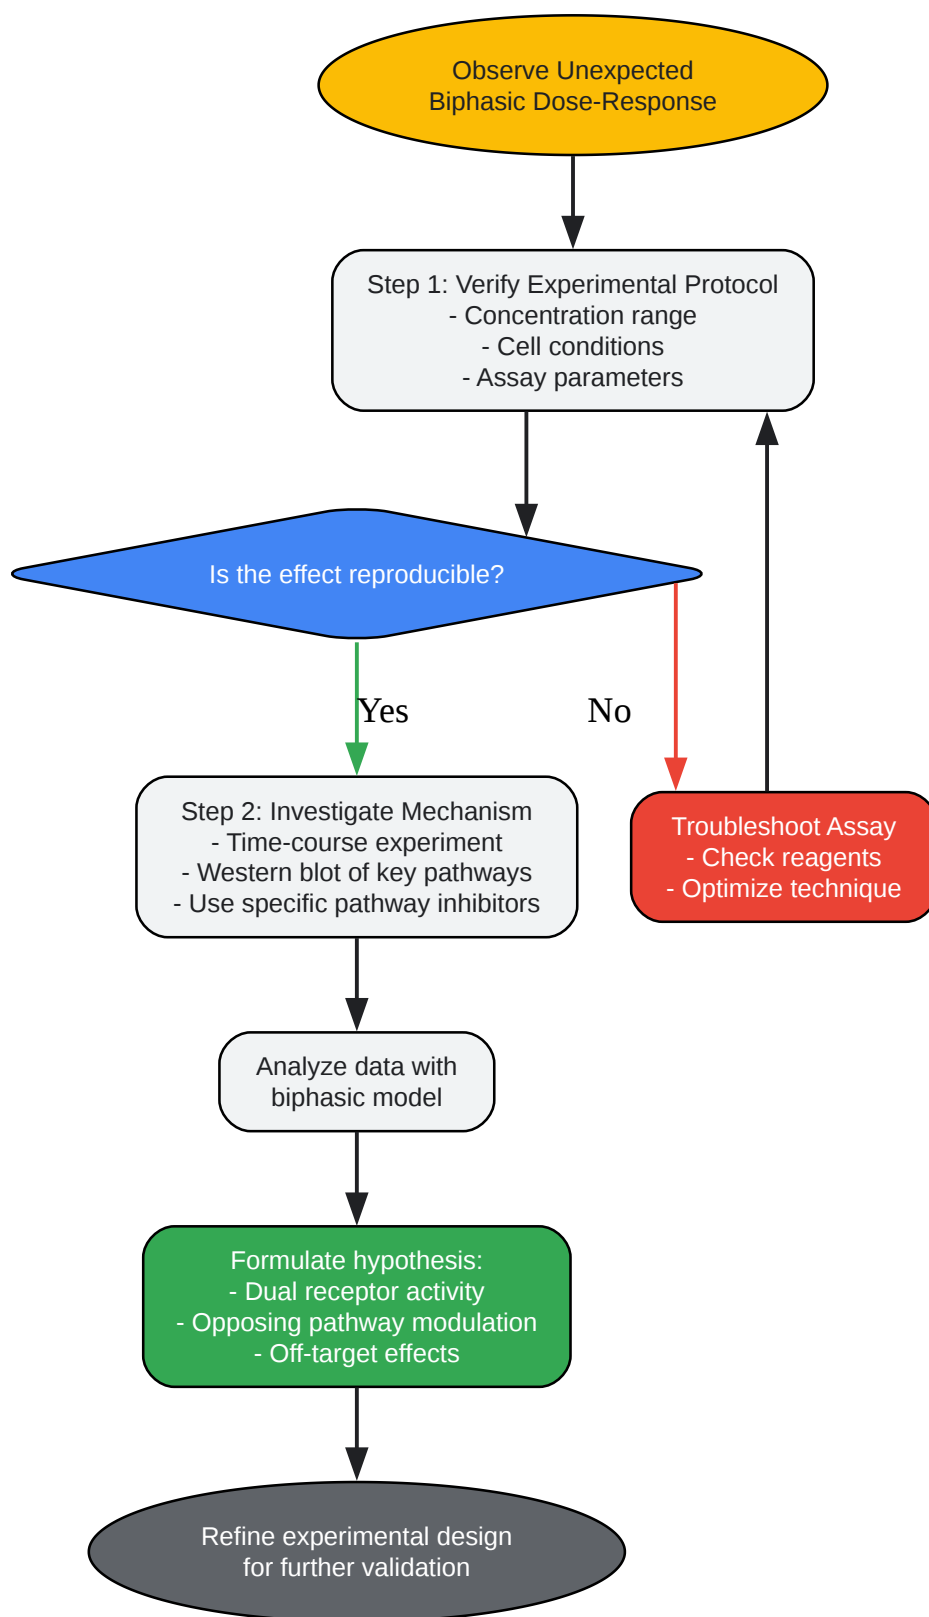 Observe Unexpected
Biphasic Dose-Response
Step 1: Verify Experimental Protocol
- Concentration range
- Cell conditions
- Assay parameters
Is the effect reproducible?
Yes
No
Step 2: Investigate Mechanism
- Time-course experiment
- Western blot of key pathways
- Use specific pathway inhibitors
Troubleshoot Assay
- Check reagents
- Optimize technique
Analyze data with
biphasic model
Formulate hypothesis:
- Dual receptor activity
- Opposing pathway modulation
- Off-target effects
Refine experimental design
for further validation